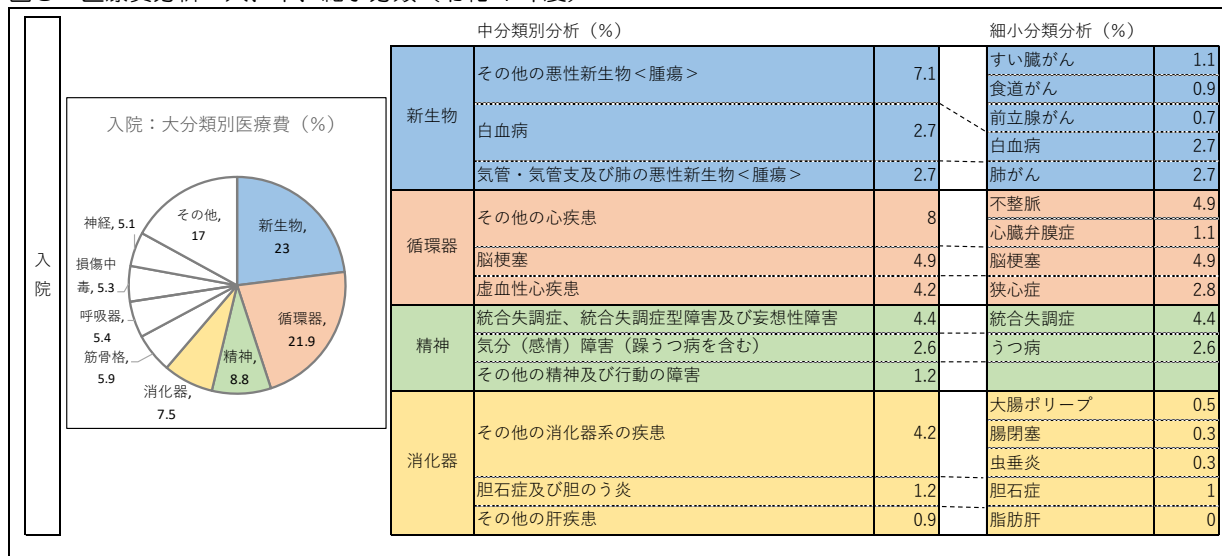 中分類別分析（%）
細小分類分析（%）
入院
入院：大分類別医療費（%）
新生物,
23
循環器,
21.9
精神,
8.8
消化器,
7.5
筋骨格,
5.9
呼吸器,
5.4
損傷中
毒, 5.3
神経, 5.1
その他,
17
新生物
その他の悪性新生物＜腫瘍＞ 7.1
白血病 2.7
気管・気管支及び肺の悪性新生物＜腫瘍＞ 2.7
すい臓がん 1.1
食道がん 0.9
前立腺がん 0.7
白血病 2.7
肺がん 2.7
循環器
その他の心疾患 8
脳梗塞 4.9
虚血性心疾患 4.2
不整脈 4.9
心臓弁膜症 1.1
脳梗塞 4.9
狭心症 2.8
精神
統合失調症、統合失調症型障害及び妄想性障害 4.4
気分（感情）障害（躁うつ病を含む） 2.6
その他の精神及び行動の障害 1.2
統合失調症 4.4
うつ病 2.6
消化器
その他の消化器系の疾患 4.2
胆石症及び胆のう炎 1.2
その他の肝疾患 0.9
大腸ポリープ 0.5
腸閉塞 0.3
虫垂炎 0.3
胆石症 1
脂肪肝 0